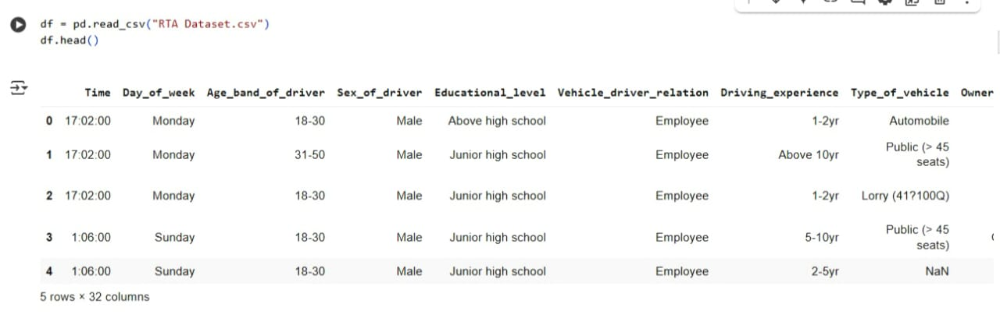 df = pd.read_csv("RTA Dataset.csv")
df.head()
Time Day_of_week Age_band_of_driver Sex_of_driver Educational_level Vehicle_driver_relation Driving_experience Type_of_vehicle Owner
0 17:02:00 Monday 18-30 Male Above high school Employee 1-2yr Automobile
1 17:02:00 Monday 31-50 Male Junior high school Employee Above 10yr Public (> 45 seats)
2 17:02:00 Monday 18-30 Male Junior high school Employee 1-2yr Lorry (41?100Q)
3 1:06:00 Sunday 18-30 Male Junior high school Employee 5-10yr Public (> 45 seats)
4 1:06:00 Sunday 18-30 Male Junior high school Employee 2-5yr NaN
5 rows × 32 columns